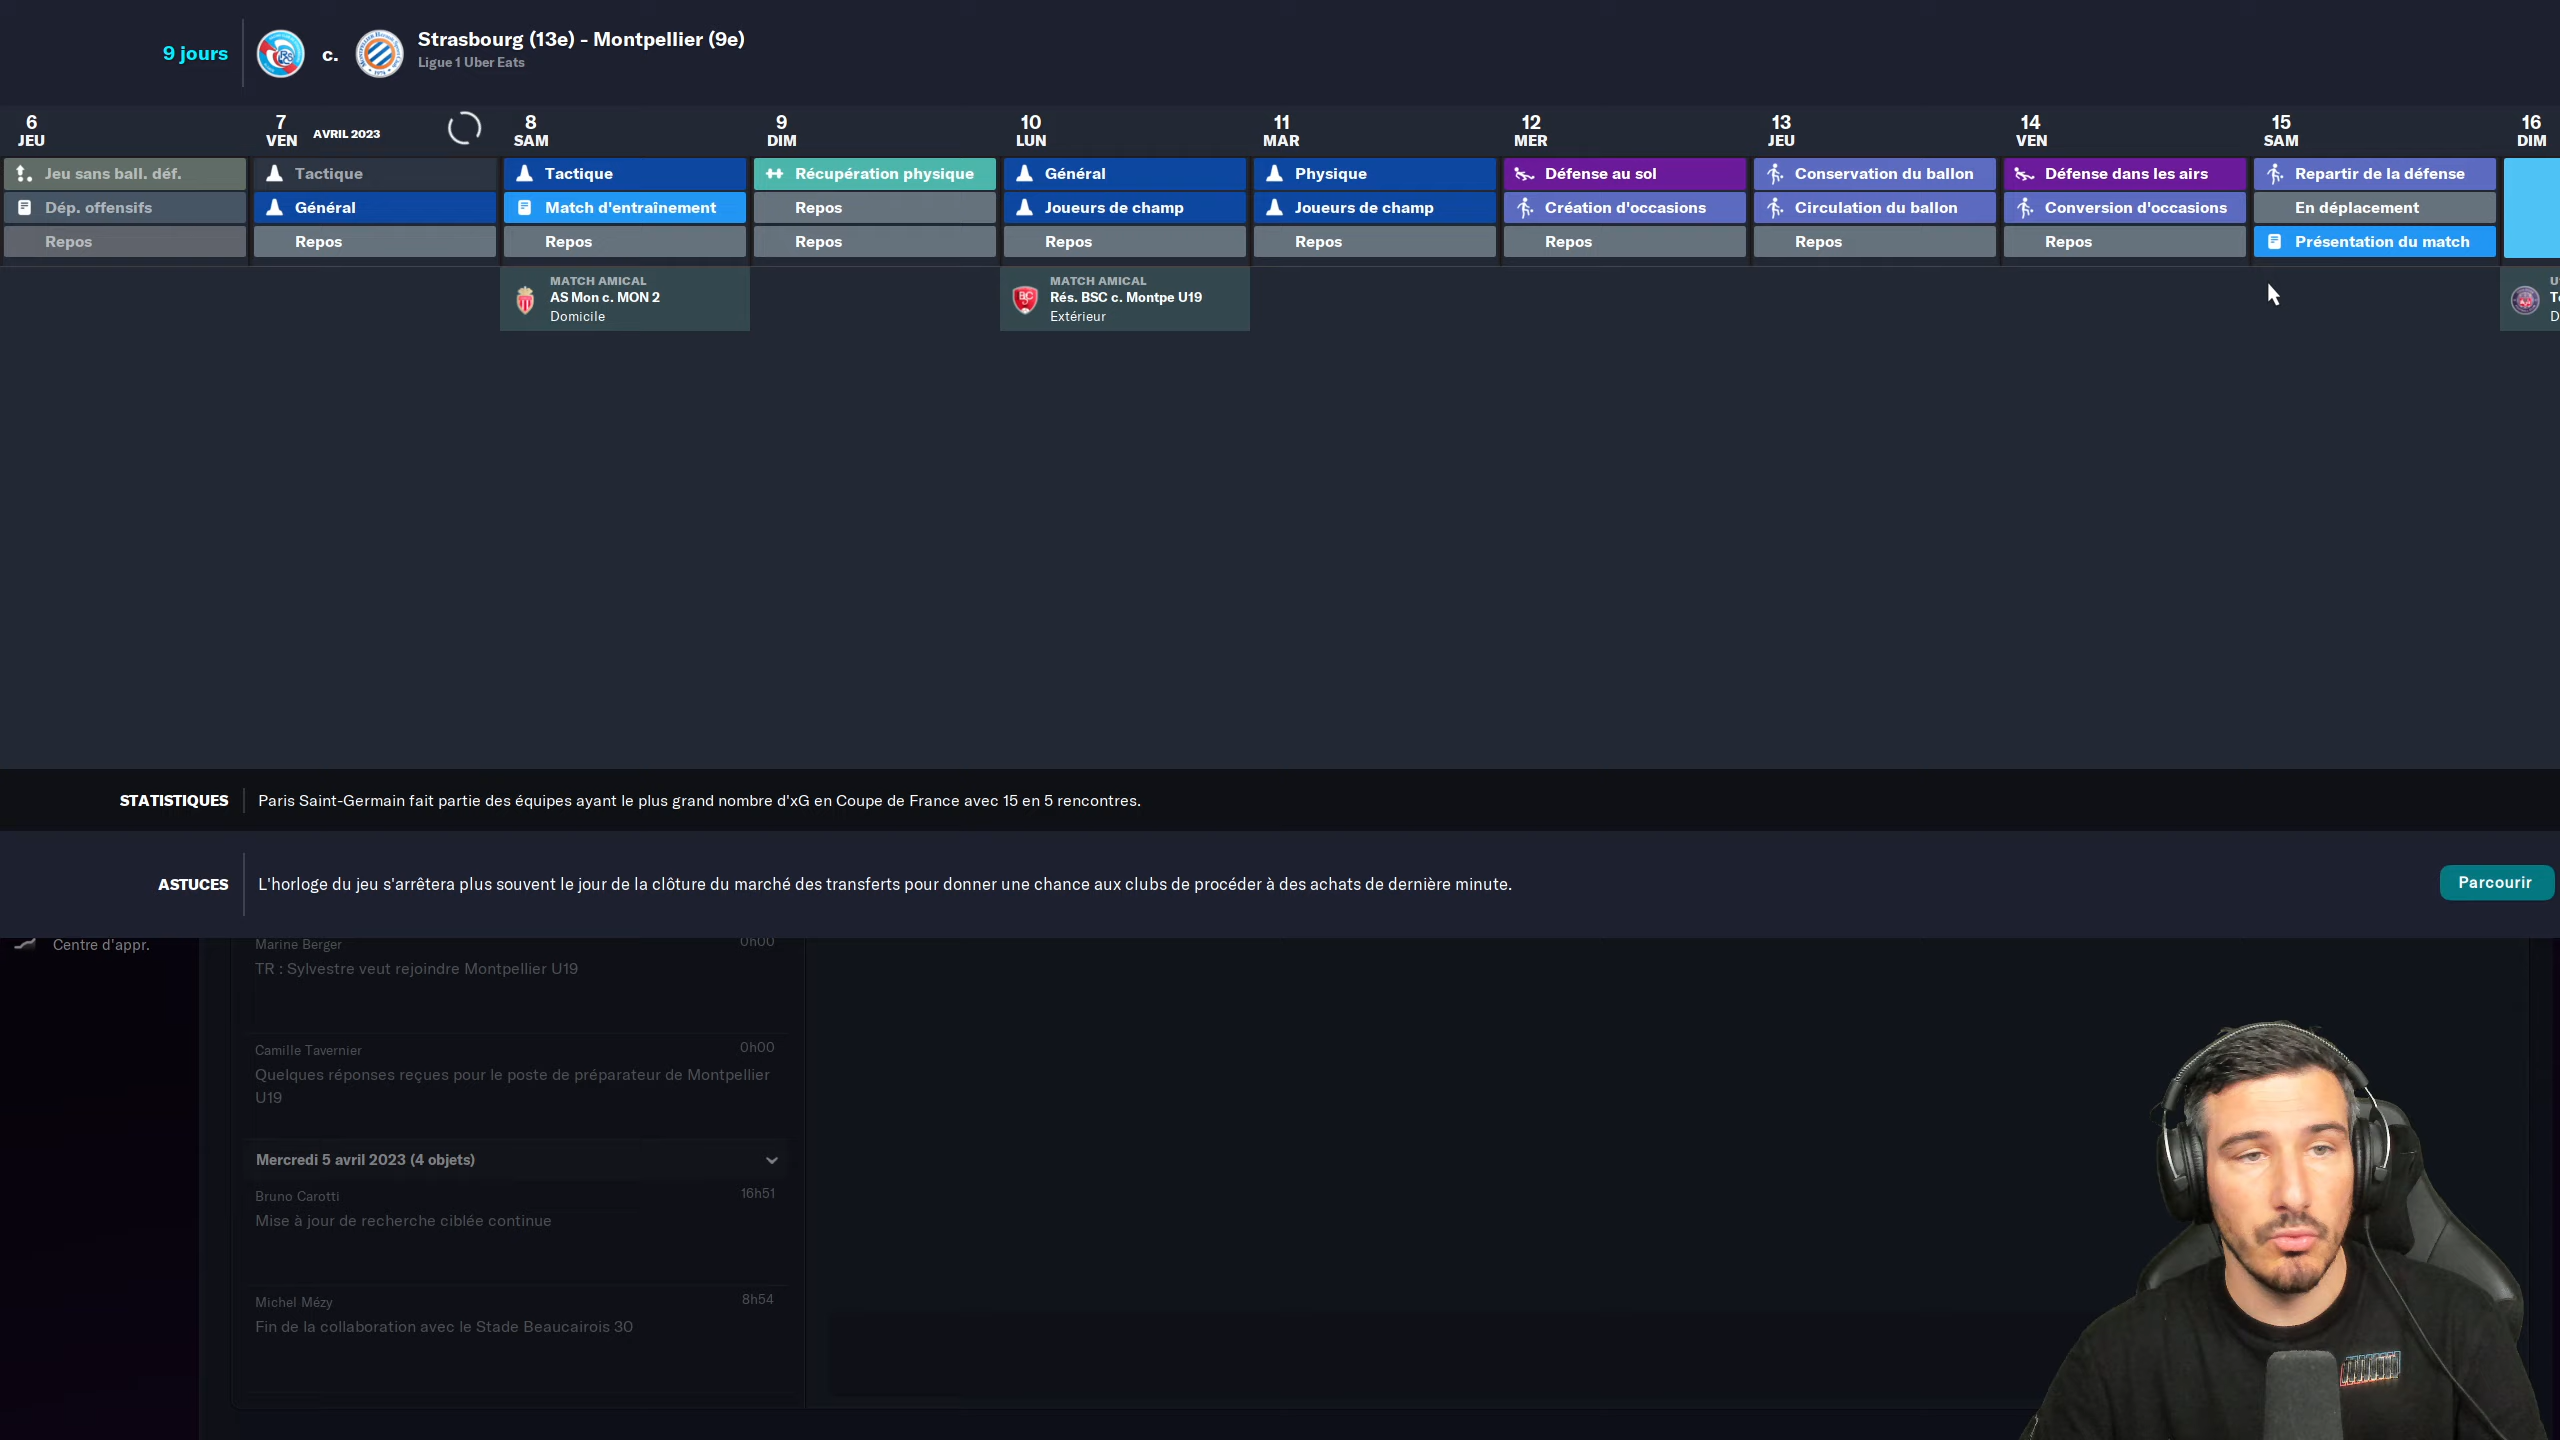 9 jours
c.
Strasbourg (13e) - Montpellier (9e)
Ligue 1 Uber Eats
6
JEU
7
VEN
AVRIL 2023
8
SAM
9
DIM
10
LUN
11
MAR
12
MER
13
JEU
14
VEN
15
SAM
16
DIM
Jeu sans ball. déf.
Tactique
Tactique
Récupération physique
Général
Physique
Défense au sol
Conservation du ballon
Défense dans les airs
Repartir de la défense
Dép. offensifs
Général
Match d'entraînement
Repos
Joueurs de champ
Joueurs de champ
Création d'occasions
Circulation du ballon
Conversion d'occasions
En déplacement
Repos
Repos
Repos
Repos
Repos
Repos
Repos
Repos
Repos
Présentation du match
MATCH AMICAL
AS Mon c. MON 2
Domicile
MATCH AMICAL
Rés. BSC c. Montpe U19
Extérieur
STATISTIQUES
Paris Saint-Germain fait partie des équipes ayant le plus grand nombre d'xG en Coupe de France avec 15 en 5 rencontres.
ASTUCES
L'horloge du jeu s'arrêtera plus souvent le jour de la clôture du marché des transferts pour donner une chance aux clubs de procéder à des achats de dernière minute.
Parcourir
Centre d'appr.
Marine Berger
0h00
TR : Sylvestre veut rejoindre Montpellier U19
Camille Tavernier
0h00
Quelques réponses reçues pour le poste de préparateur de Montpellier
U19
Mercredi 5 avril 2023 (4 objets)
Bruno Carotti
16h51
Mise à jour de recherche ciblée continue
Michel Mézy
8h54
Fin de la collaboration avec le Stade Beaucairois 30